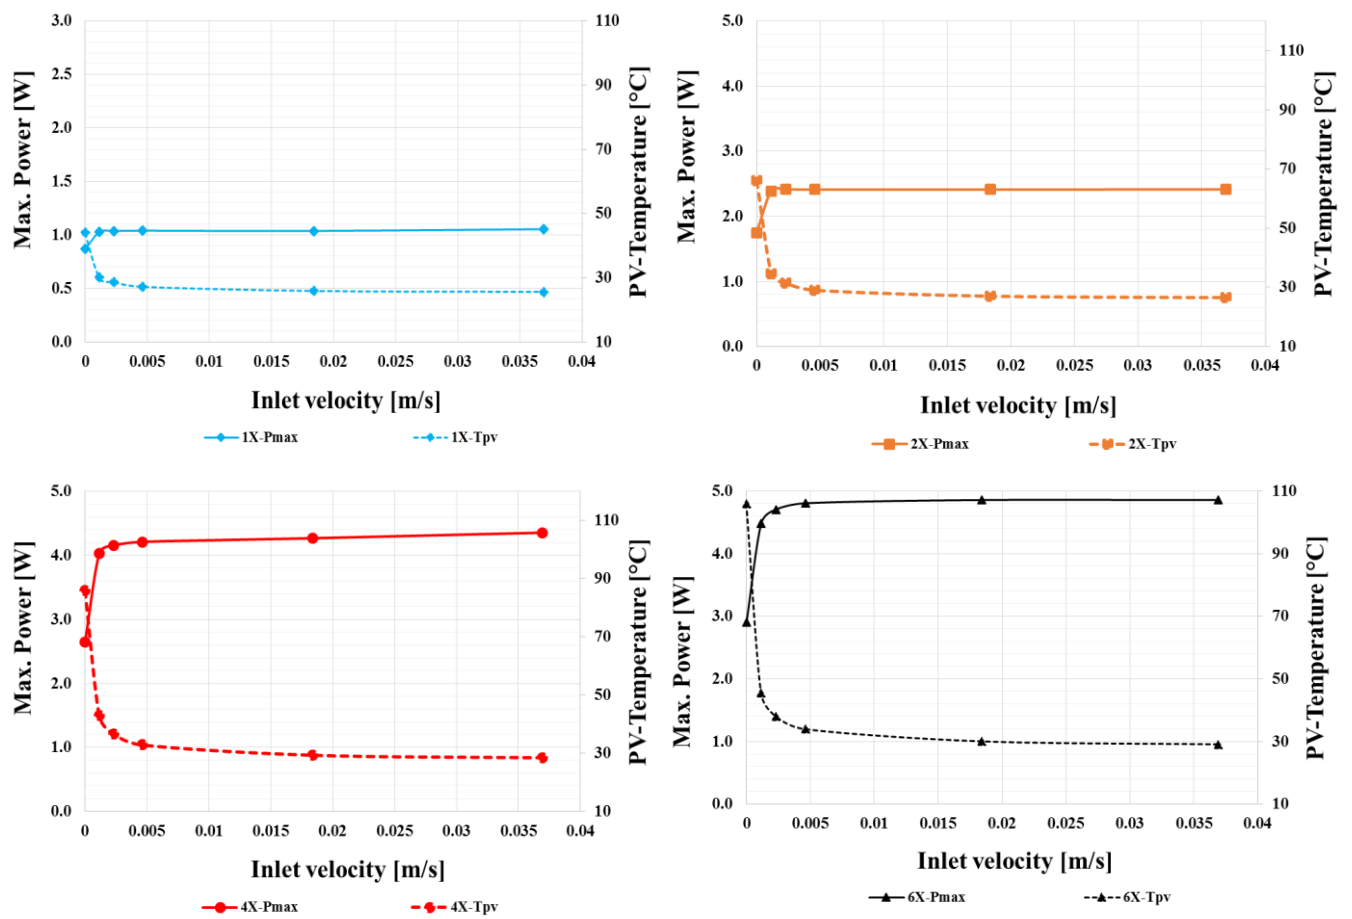 Max. Power [W]
3.0
2.5
2.0
1.5
1.0
0.5
0.0
110
90
70
50
30
10
PV-Temperature [°C]
0 0.005 0.01 0.015 0.02 0.025 0.03 0.035 0.04
Inlet velocity [m/s]
1X-Pmax 1X-Tpv
Max. Power [W]
5.0
4.0
3.0
2.0
1.0
0.0
110
90
70
50
30
10
PV-Temperature [°C]
0 0.005 0.01 0.015 0.02 0.025 0.03 0.035 0.04
Inlet velocity [m/s]
2X-Pmax 2X-Tpv
Max. Power [W]
5.0
4.0
3.0
2.0
1.0
0.0
110
90
70
50
30
10
PV-Temperature [°C]
0 0.005 0.01 0.015 0.02 0.025 0.03 0.035 0.04
Inlet velocity [m/s]
4X-Pmax 4X-Tpv
Max. Power [W]
5.0
4.0
3.0
2.0
1.0
0.0
110
90
70
50
30
10
PV-Temperature [°C]
0 0.005 0.01 0.015 0.02 0.025 0.03 0.035 0.04
Inlet velocity [m/s]
6X-Pmax 6X-Tpv